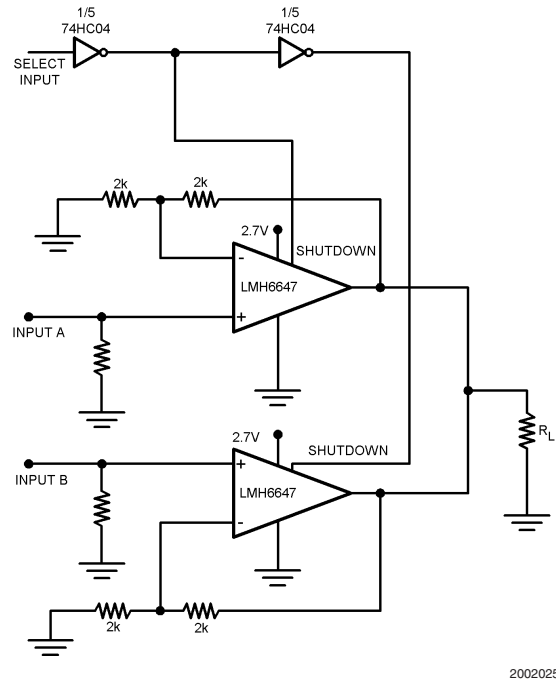 1/5
74HC04
1/5
74HC04
SELECT
INPUT
2k
2k
2.7V
SHUTDOWN
-
LMH6647
+
INPUT A
2.7V
SHUTDOWN
+
LMH6647
-
INPUT B
RL
2k
2k
2002025